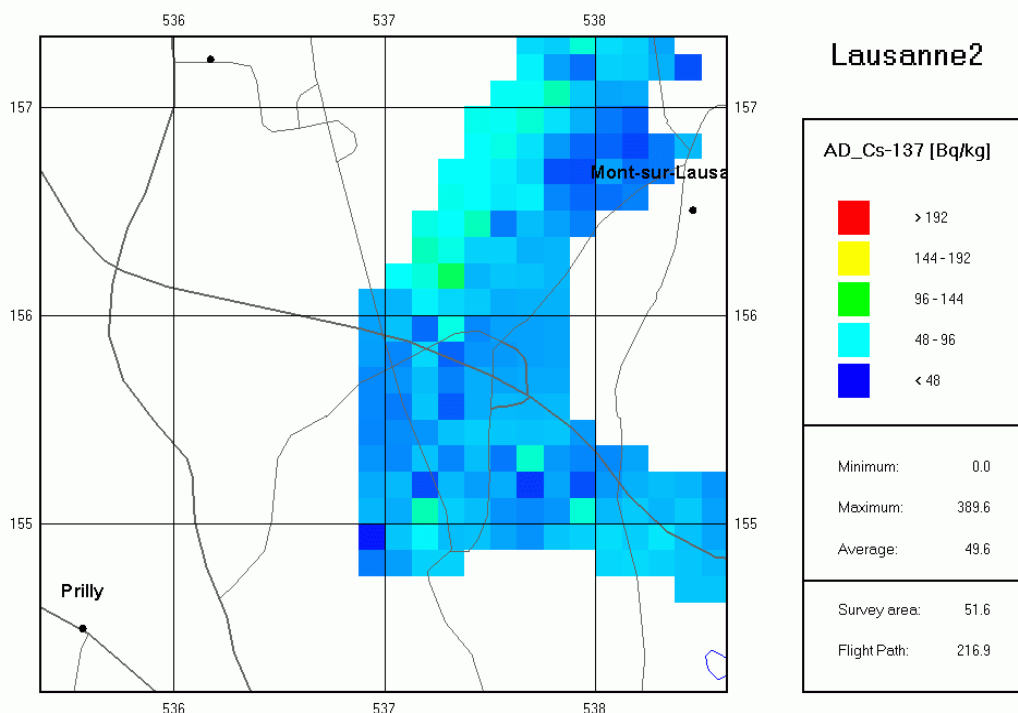 536 537 538
Lausanne2
157 157
AD_Cs-137 [Bq/kg]
Mont-sur-Lausa
> 192
144 - 192
96 - 144
48 - 96
< 48
156 156
Minimum: 0.0
Maximum: 389.6
Average: 49.6
155 155
Prilly
Survey area: 51.6
Flight Path: 216.9
536 537 538